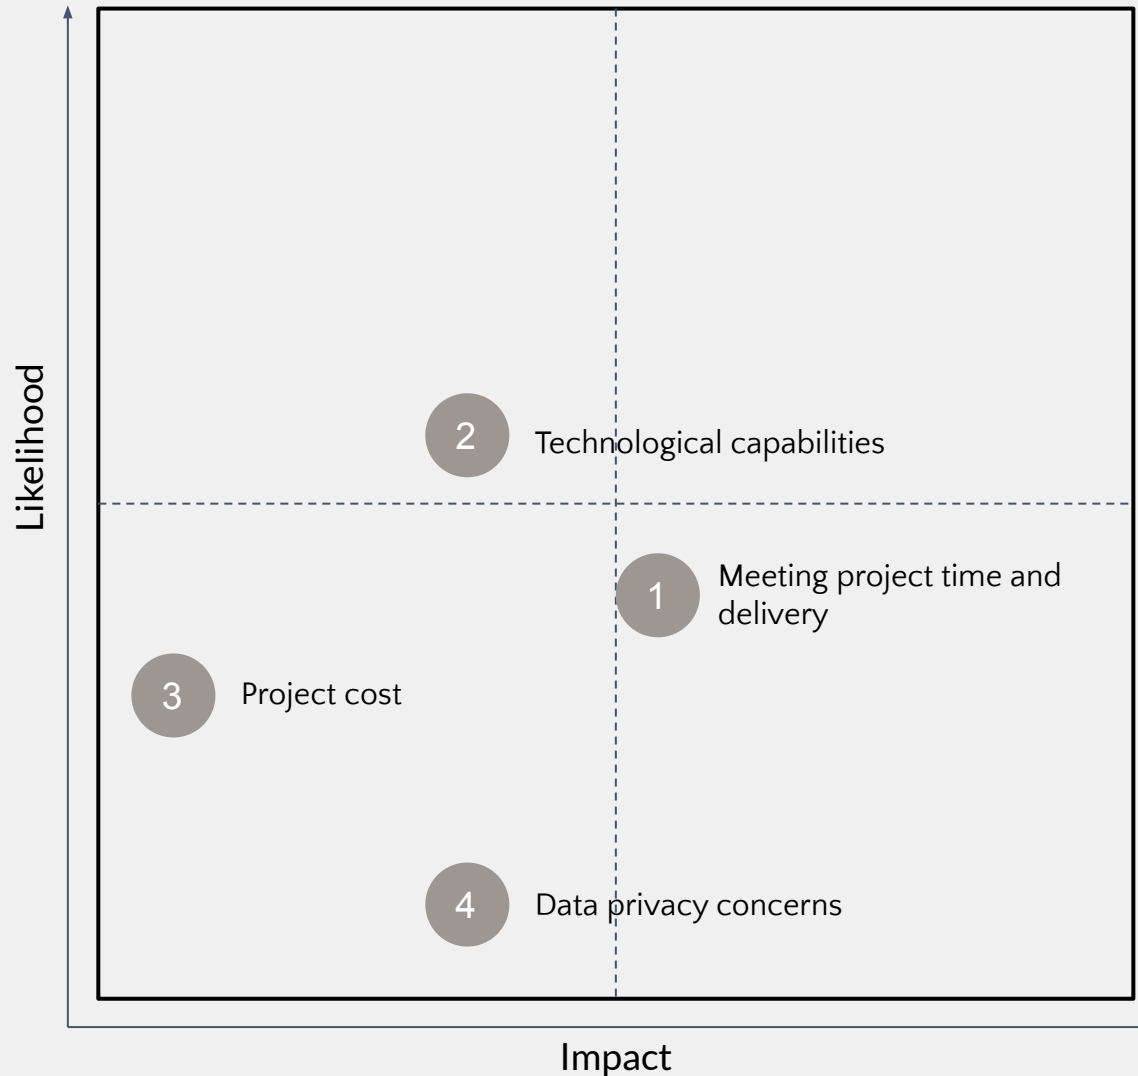 Likelihood
2
Technological capabilities
1
Meeting project time and
delivery
3
Project cost
4
Data privacy concerns
Impact